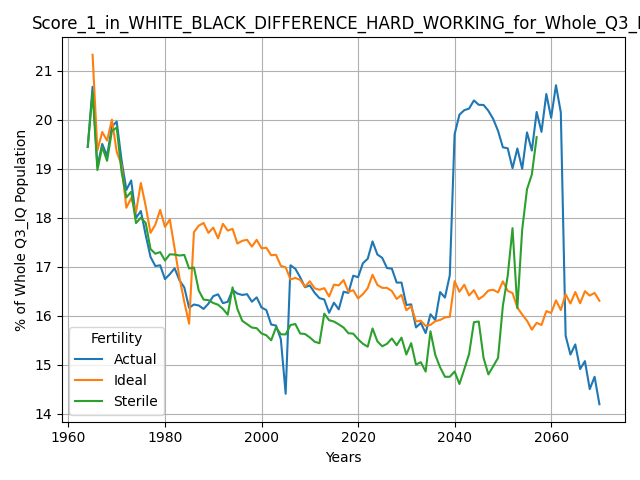 Score_1_in_WHITE_BLACK_DIFFERENCE_HARD_WORKING_for_Whole_Q3_
% of Whole Q3_IQ Population
21
20
19
18
17
16
15
14
Fertility
Actual
Ideal
Sterile
1960
1980
2000
2020
2040
2060
Years